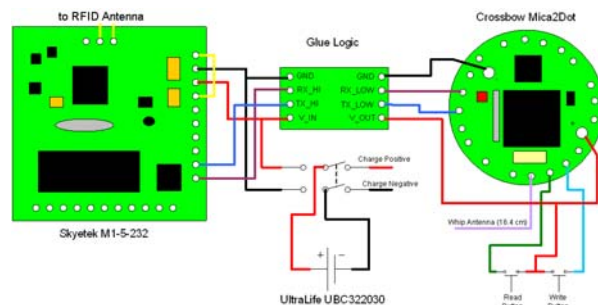 to RFID Antenna
Crossbow Mica2Dot
Glue Logic
GND
GND
RX_HI
RX_LOW
TX_HI
TX_LOW
V_IN
V_OUT
Charge Positive
Charge Negative
Skyetek M1-5-232
Whip Antenna (16.4 cm)
+
-
UltraLife UBC322030
Read
Write